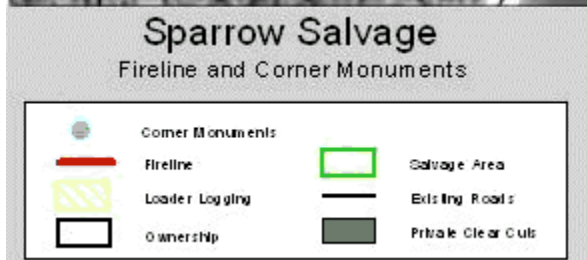 Sparrow Salvage
Fireline and Corner Monuments
Corner Monuments
Fireline
Loader Logging
Ownership
Salvage Area
Existing Roads
Private Clear Cuts